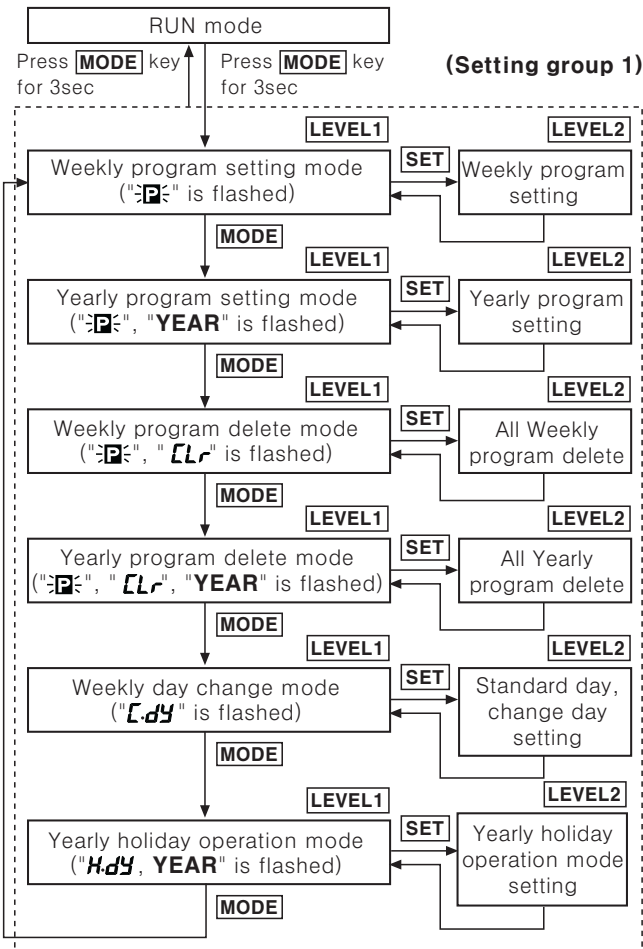 RUN mode
Press MODE key
for 3sec
Press MODE key
for 3sec
(Setting group 1)
LEVEL1
Weekly program setting mode
("P" is flashed)
SET
LEVEL2
Weekly program
setting
MODE
LEVEL1
Yearly program setting mode
("P", "YEAR" is flashed)
SET
LEVEL2
Yearly program
setting
MODE
LEVEL1
Weekly program delete mode
("P", " CLr" is flashed)
SET
LEVEL2
All Weekly
program delete
MODE
LEVEL1
Yearly program delete mode
("P", " CLr", "YEAR" is flashed)
SET
LEVEL2
All Yearly
program delete
MODE
LEVEL1
Weekly day change mode
("C.dY" is flashed)
SET
LEVEL2
Standard day,
change day
setting
MODE
LEVEL1
Yearly holiday operation mode
("H.dY, YEAR" is flashed)
SET
LEVEL2
Yearly holiday
operation mode
setting
MODE